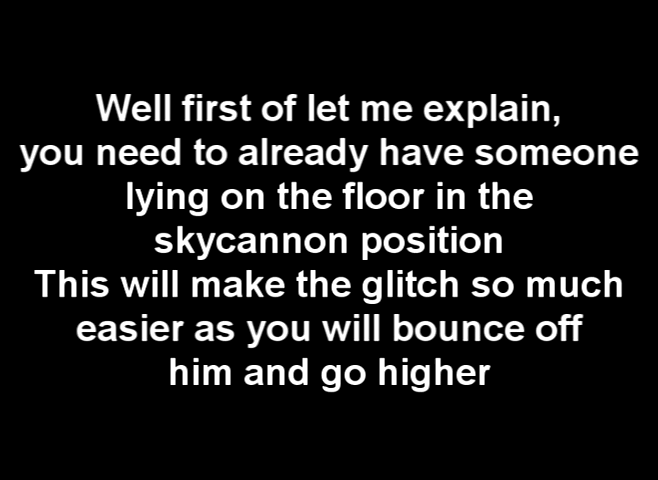 Well first of let me explain,
you need to already have someone
lying on the floor in the
skycannon position
This will make the glitch so much
easier as you will bounce off
him and go higher